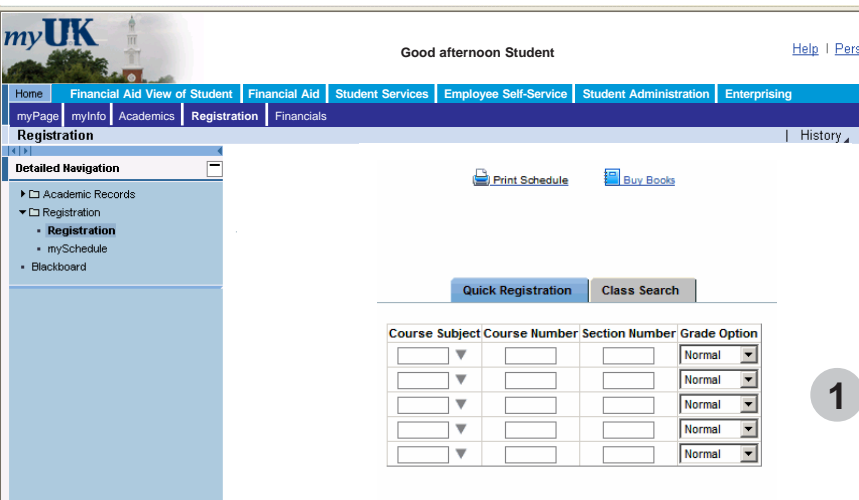 myUK
Good afternoon Student
Help | Pers
Home Financial Aid View of Student Financial Aid Student Services Employee Self-Service Student Administration Enterprising
myPage myInfo Academics Registration Financials
Registration
| History
Detailed Navigation
Academic Records
Registration
Registration
mySchedule
Blackboard
Print Schedule Buy Books
Quick Registration Class Search
Course Subject Course Number Section Number Grade Option
Normal
Normal
Normal
Normal
Normal
1